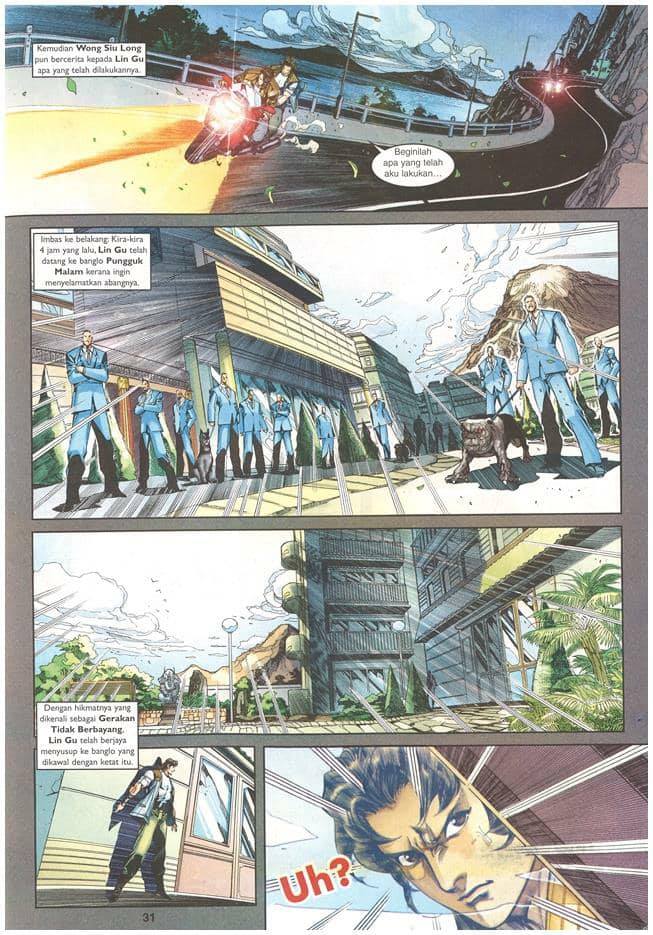 Kemudian Wong Siu Long
pun bercerita kepada Lin Gu
apa yang telah dilakukannya.
Beginilah
apa yang telah
aku lakukan...
Imbas ke belakang: Kira-kira
4 jam yang lalu, Lin Gu telah
datang ke banglo Pungguk
Malam kerana ingin
menyelamatkan abangnya.
Dengan hikmatnya yang
dikenali sebagai Gerakan
Tidak Berbayang.
Lin Gu telah berjaya
menyusup ke banglo yang
dikawal dengan ketat itu.
Uh?
31